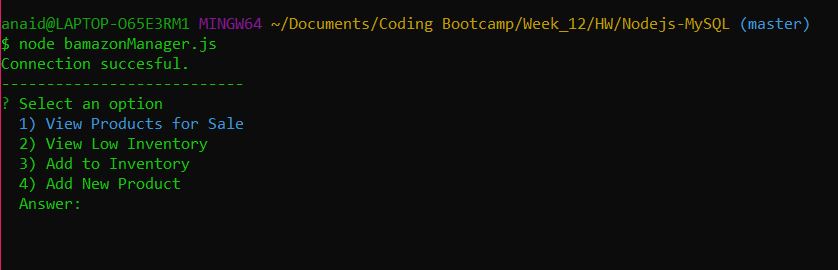 anaid@LAPTOP-O65E3RM1 MINGW64 ~/Documents/Coding Bootcamp/Week_12/HW/Nodejs-MySQL (master)
$ node bamazonManager.js
Connection succesful.
---------------------------
? Select an option
1) View Products for Sale
2) View Low Inventory
3) Add to Inventory
4) Add New Product
Answer: